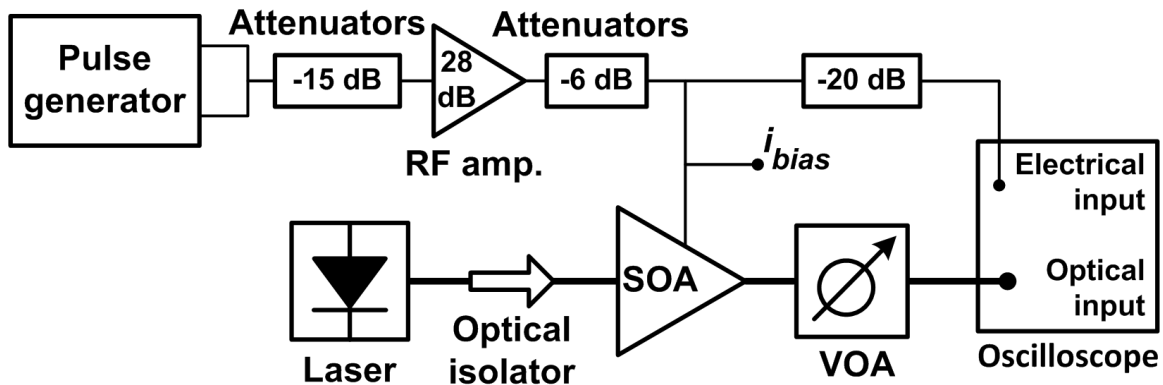 Attenuators
Attenuators
Pulse
generator
-15 dB
28
dB
-6 dB
-20 dB
RF amp.
i bias
Electrical
input
SOA
Optical
input
Optical
isolator
Laser
VOA
Oscilloscope